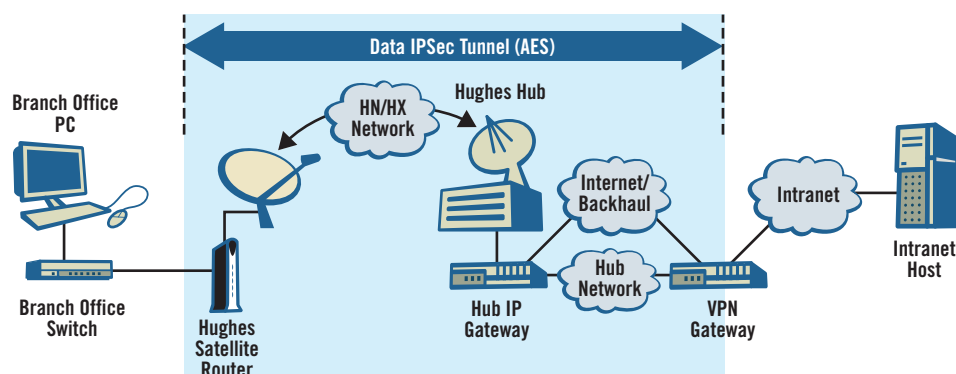 Data IPSec Tunnel (AES)
Branch Office
PC
HN/HX
Network
Hughes Hub
Internet/
Backhaul
Intranet
Intranet
Host
Hub
Network
Branch Office
Switch
Hughes
Satellite
Router
Hub IP
Gateway
VPN
Gateway